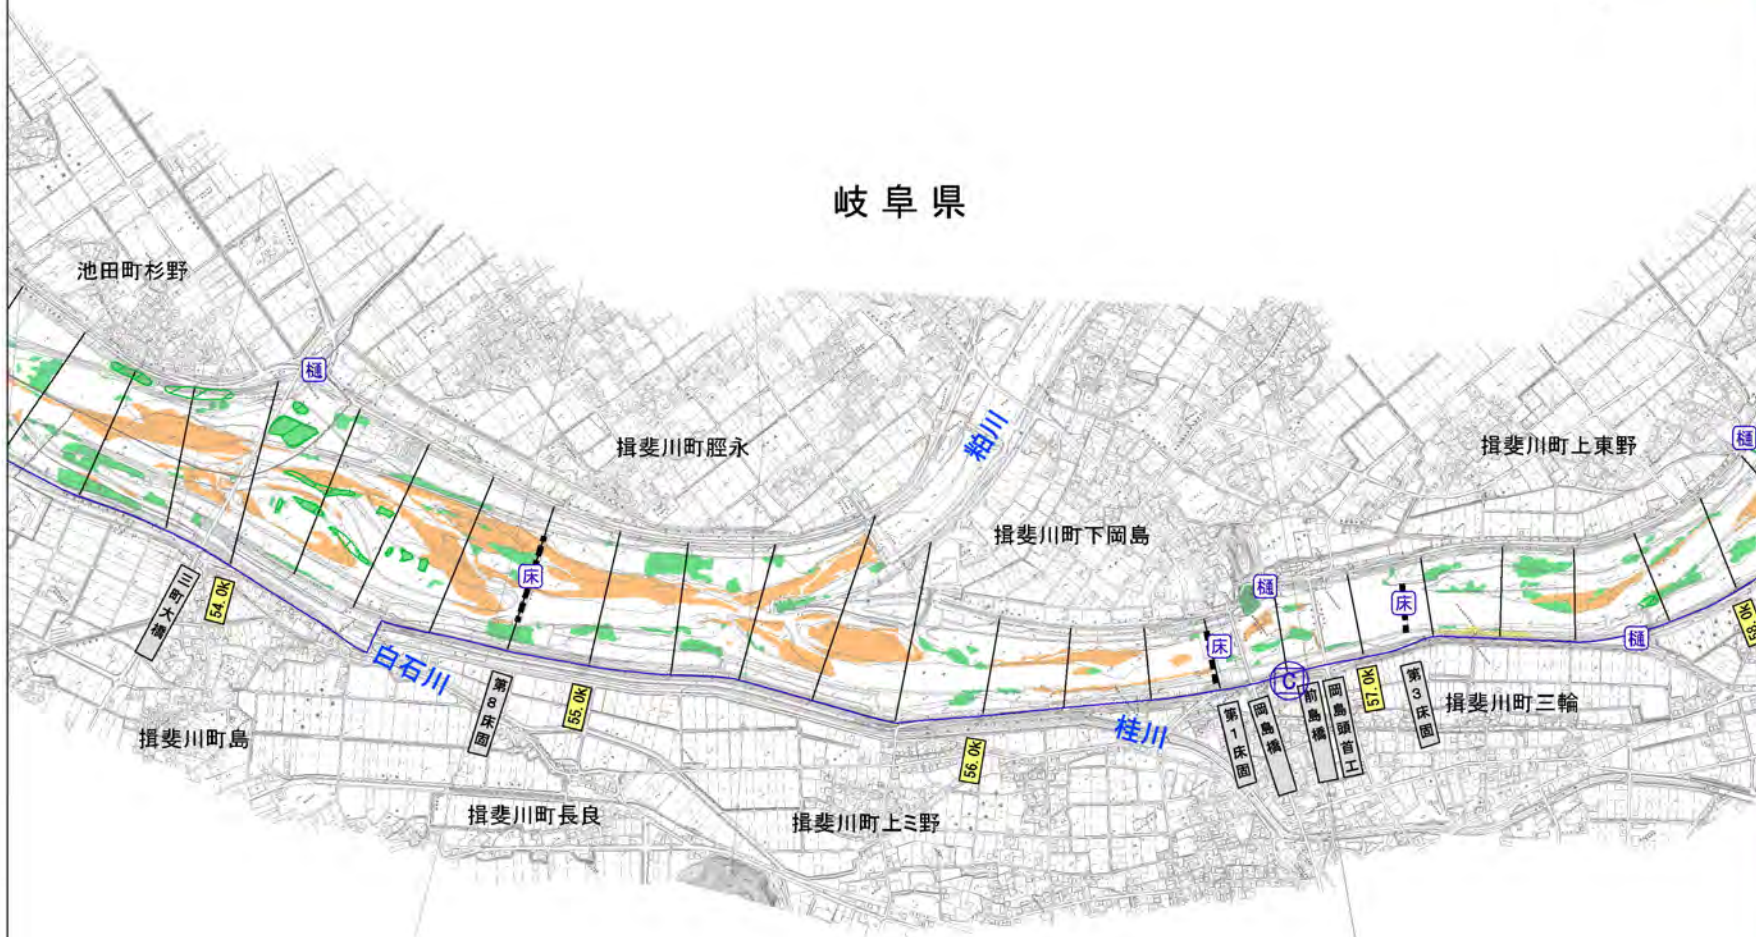 岐阜県
池田町杉野
樋
揖斐川町脛永
粕川
揖斐川町上東野
樋
揖斐川町下岡島
床
樋
床
三町大橋
54.0K
床
樋
白石川
第8床固
55.0K
C
前島橋
岡島頭首工
57.0K
第3床固
揖斐川町三輪
58.0K
揖斐川町島
桂川
第1床固
岡島橋
56.0K
揖斐川町長良
揖斐川町上ミ野